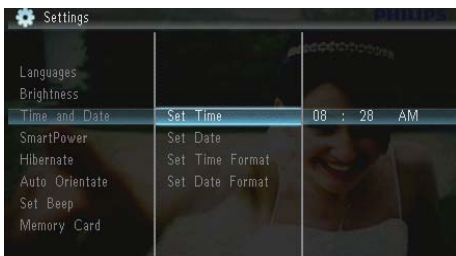 Settings
PHILIPS
Languages
Brightness
Time and Date
Set Time
08 : 28 AM
SmartPower
Set Date
Hibernate
Set Time Format
Auto Orientate
Set Date Format
Set Beep
Memory Card